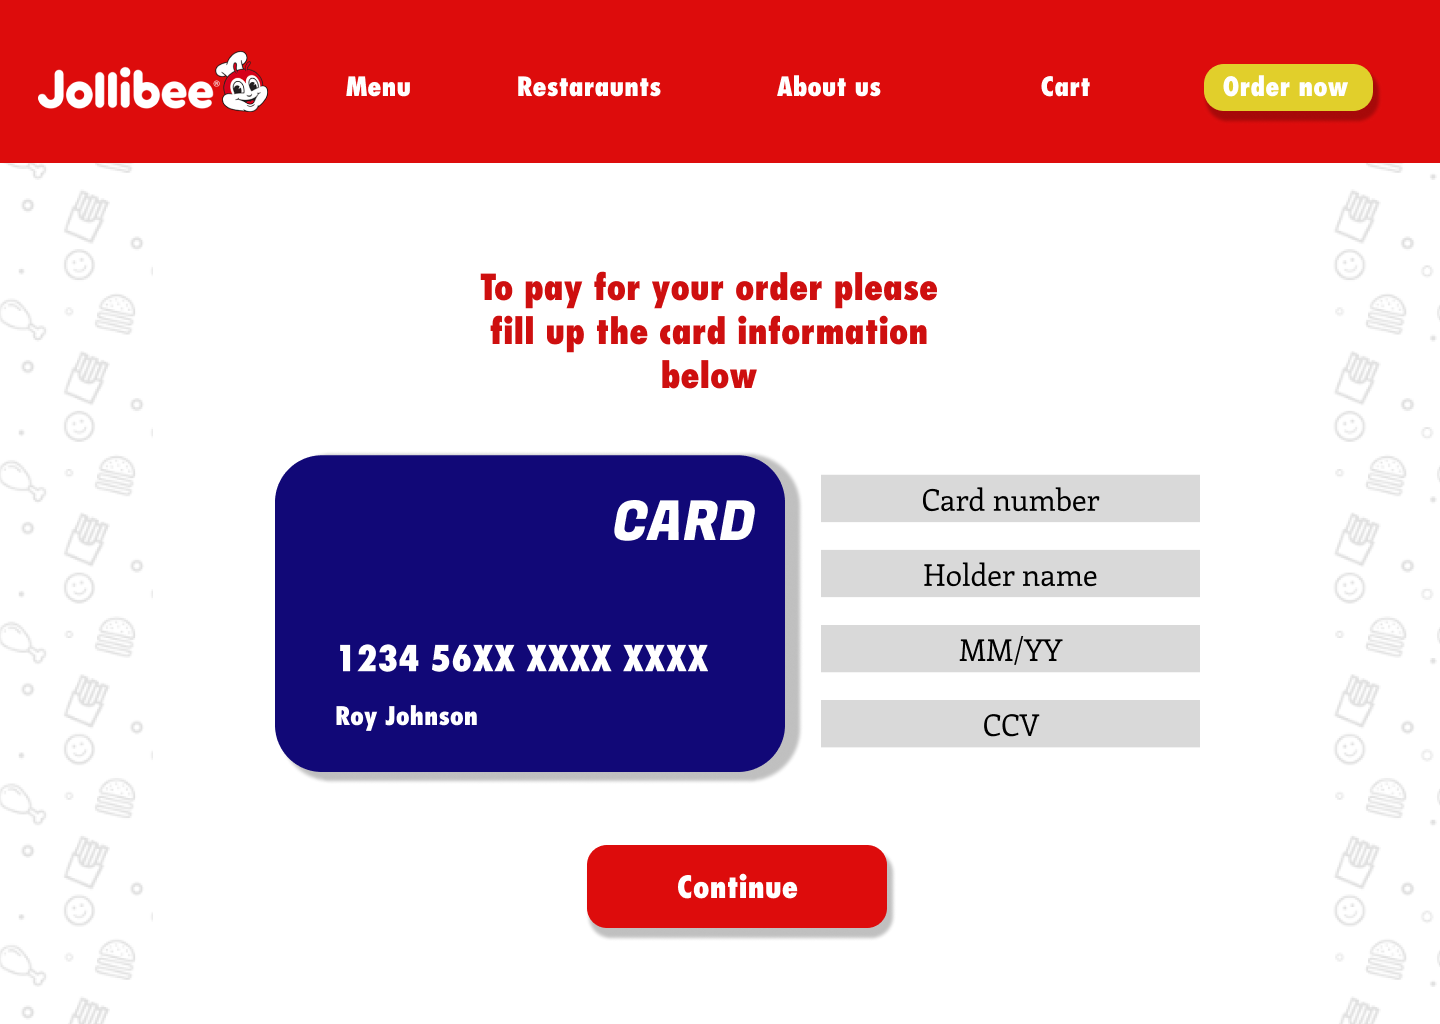 Jollibee®
Menu
Restaraunts
About us
Cart
Order now
To pay for your order please
fill up the card information
below
CARD
1234 56XX XXXX XXXX
Roy Johnson
Card number
Holder name
MM/YY
CCV
Continue